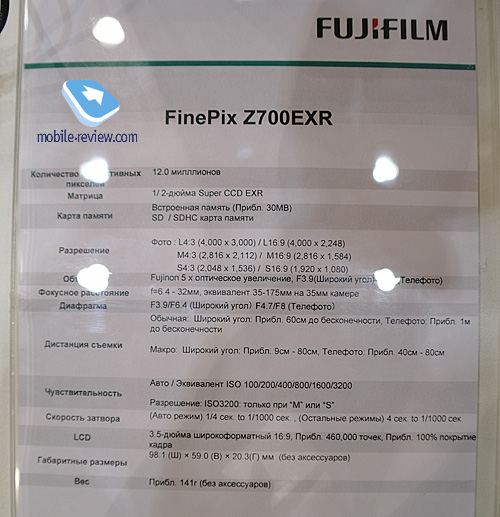 FUJIFILM
mobile-review.com
FinePix Z700EXR
Количество
пикселей
12.0 милллионов
Матрица 1/ 2-дюйма Super CCD EXR
Карта памяти
Встроенная память (Прибл. 30MB)
SD / SDHC карта памяти
Разрешение
Фото : L4:3 (4,000 x 3,000) / L16:9 (4,000 x 2,248)
M4:3 (2,816 x 2,112) / M16:9 (2,816 x 1,584)
S4:3 (2,048 x 1,536) / S16:9 (1,920 x 1,080)
Fujinon 5 x оптическое увеличение, F3.9(Широкий Телефото)
Фокусное расстояние f=6.4 - 32мм, эквивалент 35-175мм на 35мм камере
Диафрагма F3.9/F6.4 (Широкий угол) F4.7/F8 (Телефото)
Дистанция съемки
Обычная: Широкий угол: Прибл. 60см до бесконечности, Телефото: Прибл. 1м
до бесконечности
Макро: Широкий угол: Прибл. 9см - 80см, Телефото: Прибл. 40см - 80см
Чувствительность
Авто / Эквивалент ISO 100/200/400/800/1600/3200
Разрешение: ISO3200: только при "M" или "S"
Скорость затвора (Авто режим) 1/4 sec. to 1/1000 sec. , (Остальные режимы) 4 sec. to 1/1000 sec.
LCD 3.5-дюйма широкоформатный 16:9, Прибл. 460,000 точек, Прибл. 100% покрытие
кадра
Габаритные размеры 98.1 (Ш) × 59.0 (В) × 20.3(Г) мм (без аксессуаров)
Вес Прибл. 141г (без аксессуаров)